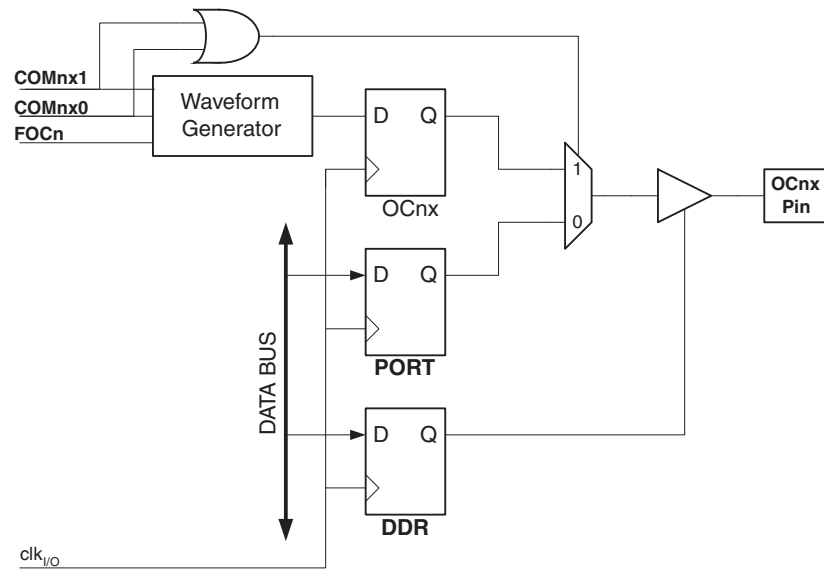 COMnx1
COMnx0
FOCn
Waveform
Generator
D Q
OCnx
1
0
OCnx
Pin
D Q
PORT
DATA BUS
D Q
DDR
clkI/O